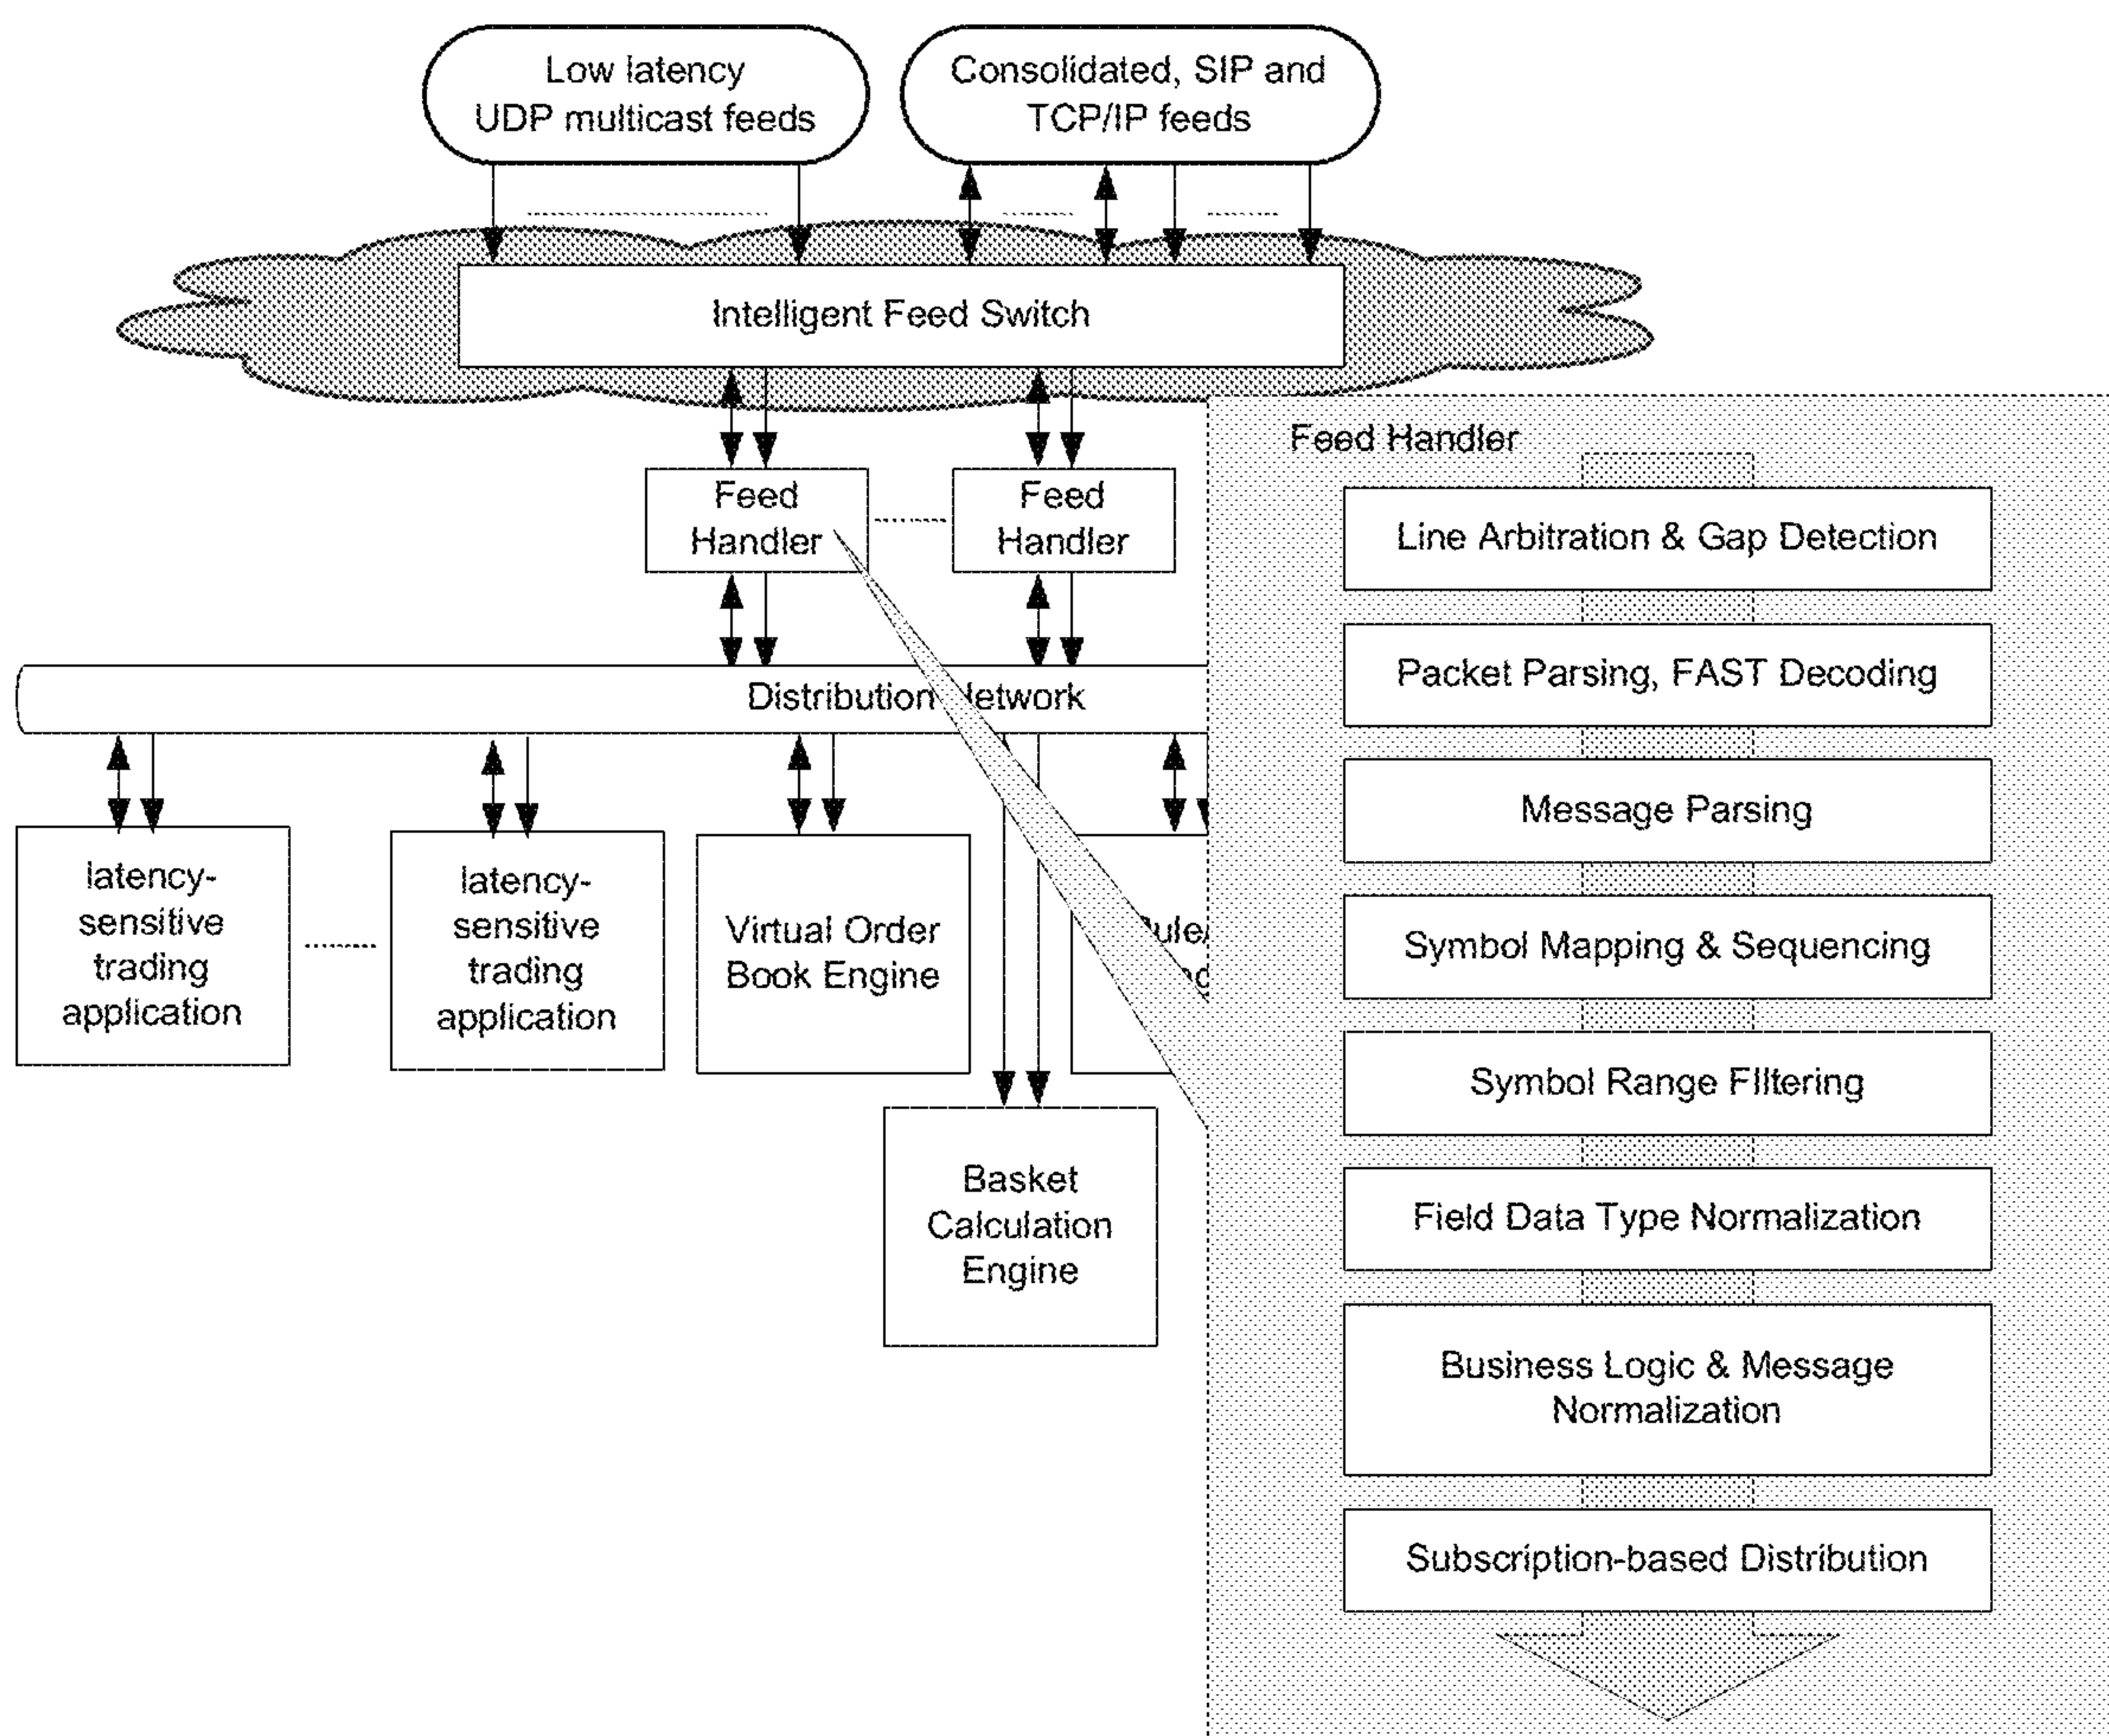 Low latency
UDP multicast feeds
Consolidated, SIP and
TCP/IP feeds
Intelligent Feed Switch
Feed
Handler
Feed
Handler
Distribution
latency-
sensitive
trading
application
latency-
sensitive
trading
application
Virtual Order
Book Engine
Basket
Calculation
Engine
Feed Handler
Line Arbitration & Gap Detection
Packet Parsing, FAST Decoding
Message Parsing
Symbol Mapping & Sequencing
Symbol Range FIltering
Field Data Type Normalization
Business Logic & Message
Normalization
Subscription-based Distribution